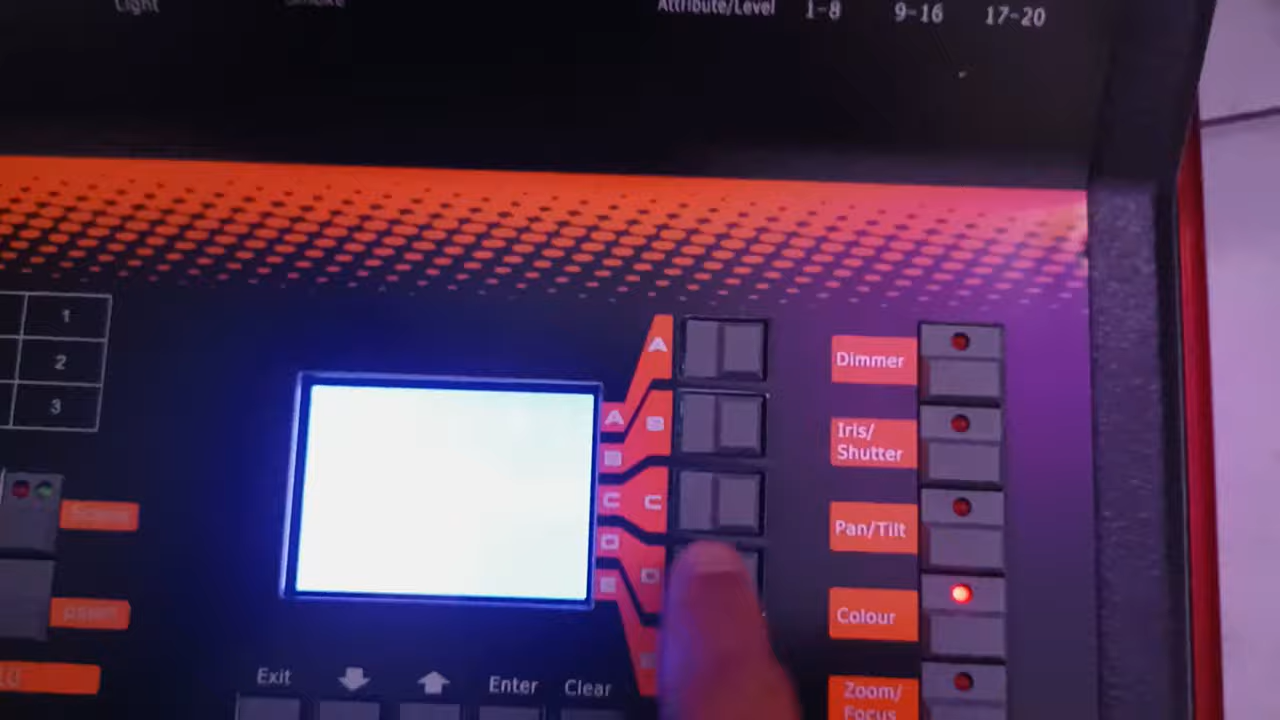 Light
Smoke
Attribute/Level
1-8
9-16
17-20
1
2
3
A
B
C
D
A
B
C
D
E
Dimmer
Iris/
Shutter
Pan/Tilt
Colour
Zoom/
Focus
Exit
Enter
Clear